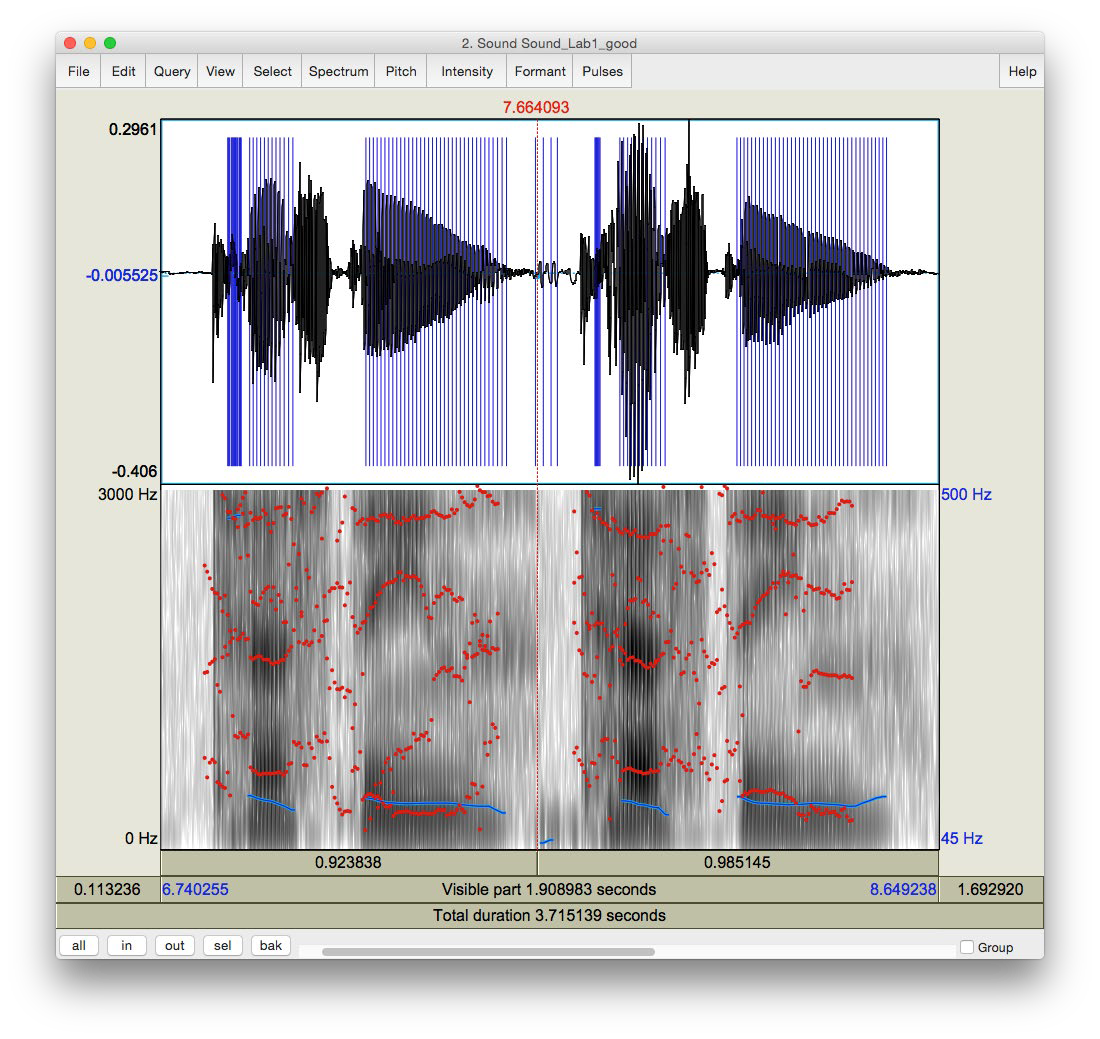 2. Sound Sound_Lab1_good
File Edit Query View Select Spectrum Pitch Intensity Formant Pulses Help
7.664093
0.2961
-0.005525
-0.406
3000 Hz 500 Hz
0 Hz 45 Hz
0.923838 0.985145
0.113236 6.740255 Visible part 1.908983 seconds 8.649238 1.692920
Total duration 3.715139 seconds
all in out sel bak Group